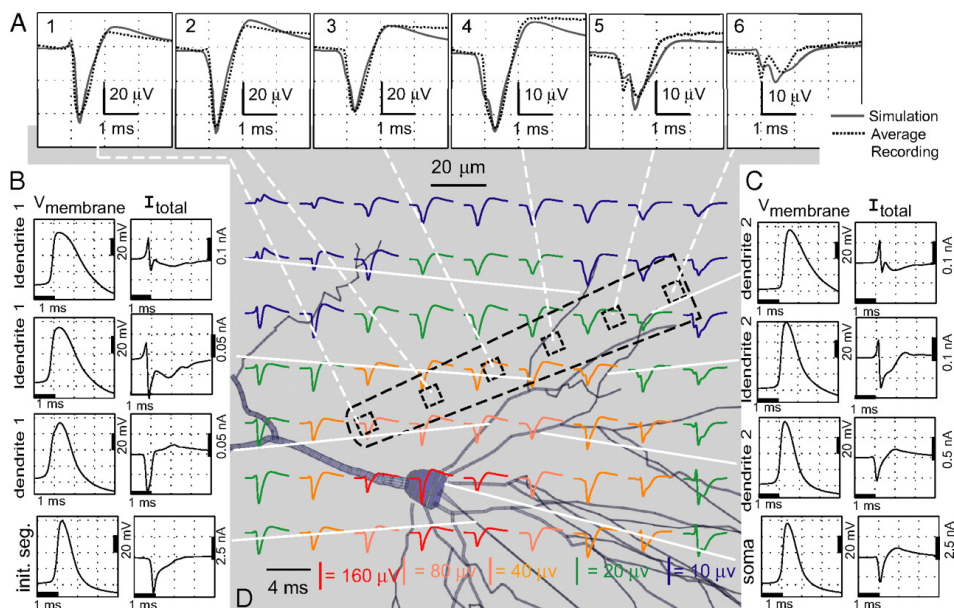 A
1
2
3
4
5
6
20 μV
1 ms
20 μV
1 ms
20 μV
1 ms
10 μV
1 ms
10 μV
1 ms
10 μV
1 ms
Simulation
Average
Recording
20 μm
B
Vmembrane
Itotal
ldendrite 1
20 mV
0.1 nA
1 ms
ldendrite 1
20 mV
0.05 nA
1 ms
dendrite 1
20 mV
0.05 nA
1 ms
init. seg.
20 mV
2.5 nA
1 ms
C
Vmembrane
Itotal
dendrite 2
20 mV
0.1 nA
1 ms
ldendrite 2
20 mV
0.1 nA
1 ms
dendrite 2
20 mV
0.5 nA
1 ms
soma
20 mV
2.5 nA
1 ms
D
4 ms
= 160 μv
= 80 μv
= 40 μv
= 20 μv
= 10 μv